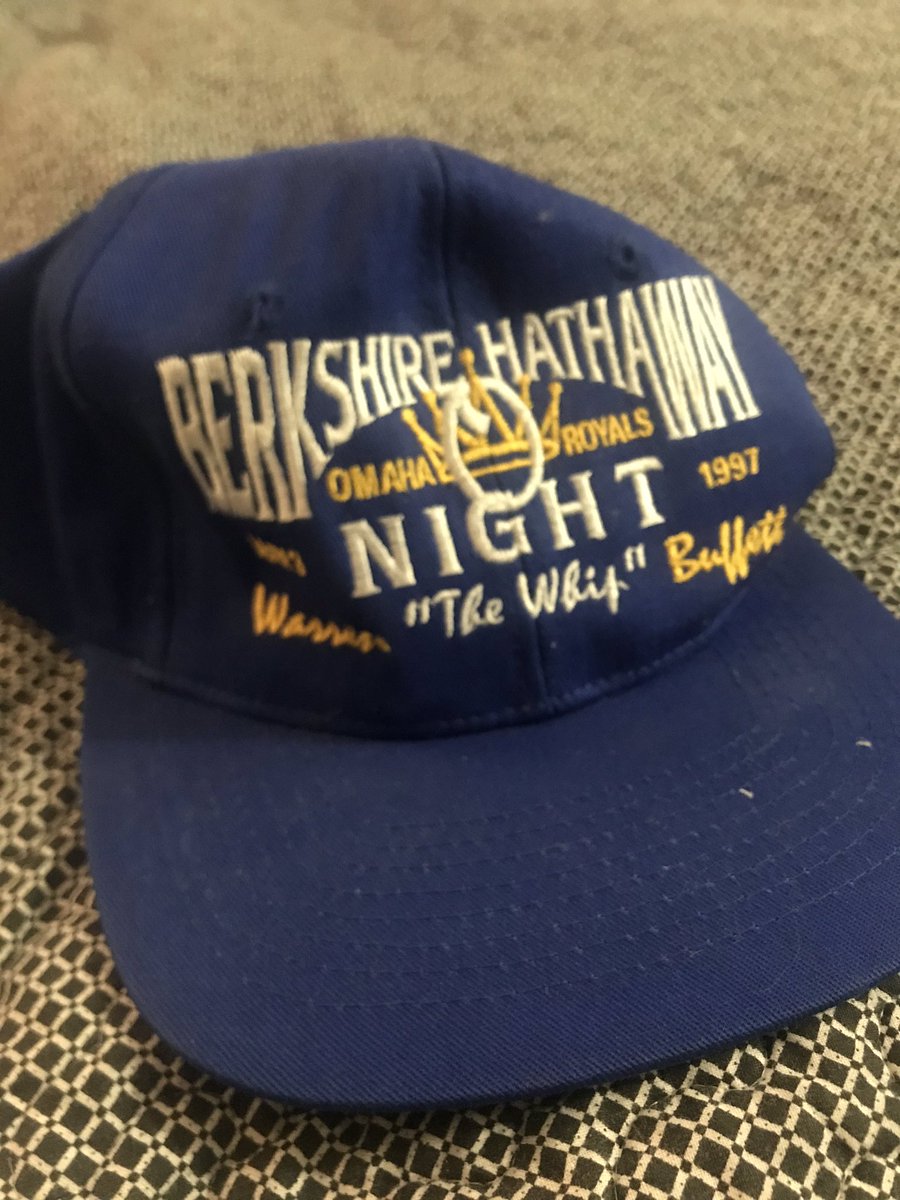 BERKSHIRE HATHAWAY
OMAHA O ROYALS
NIGHT 1997
Warren "The Whip" Buffett